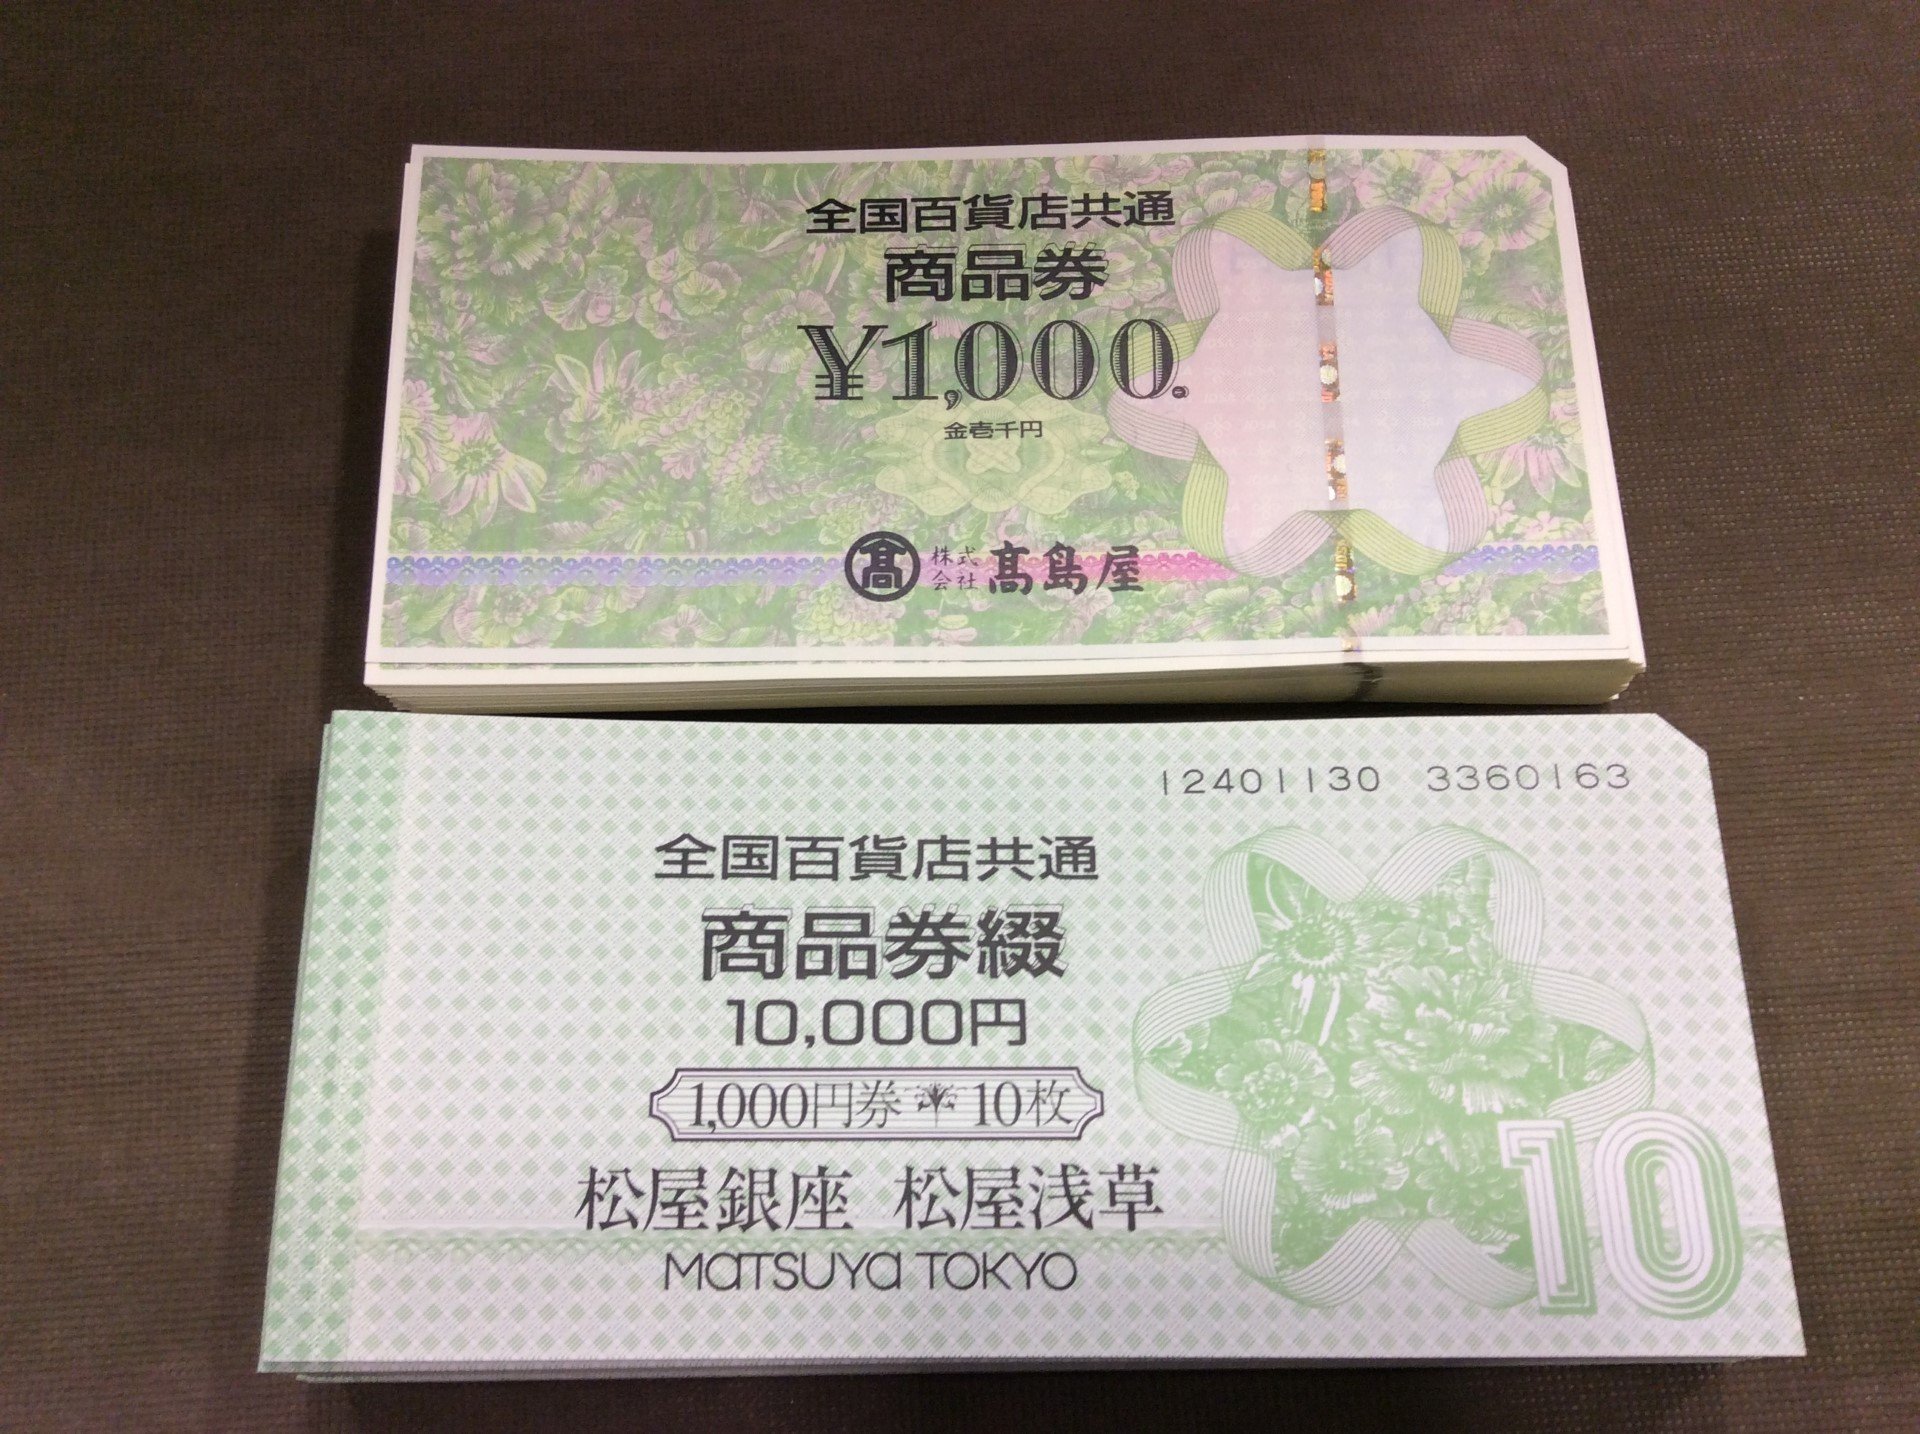 全国百貨店共通
商品券
¥1,000.
金壱千円
髙 株式会社 髙島屋
12401130 3360163
全国百貨店共通
商品券綴
10,000円
1,000円券 10枚
松屋銀座 松屋浅草
MATSUYA TOKYO
10